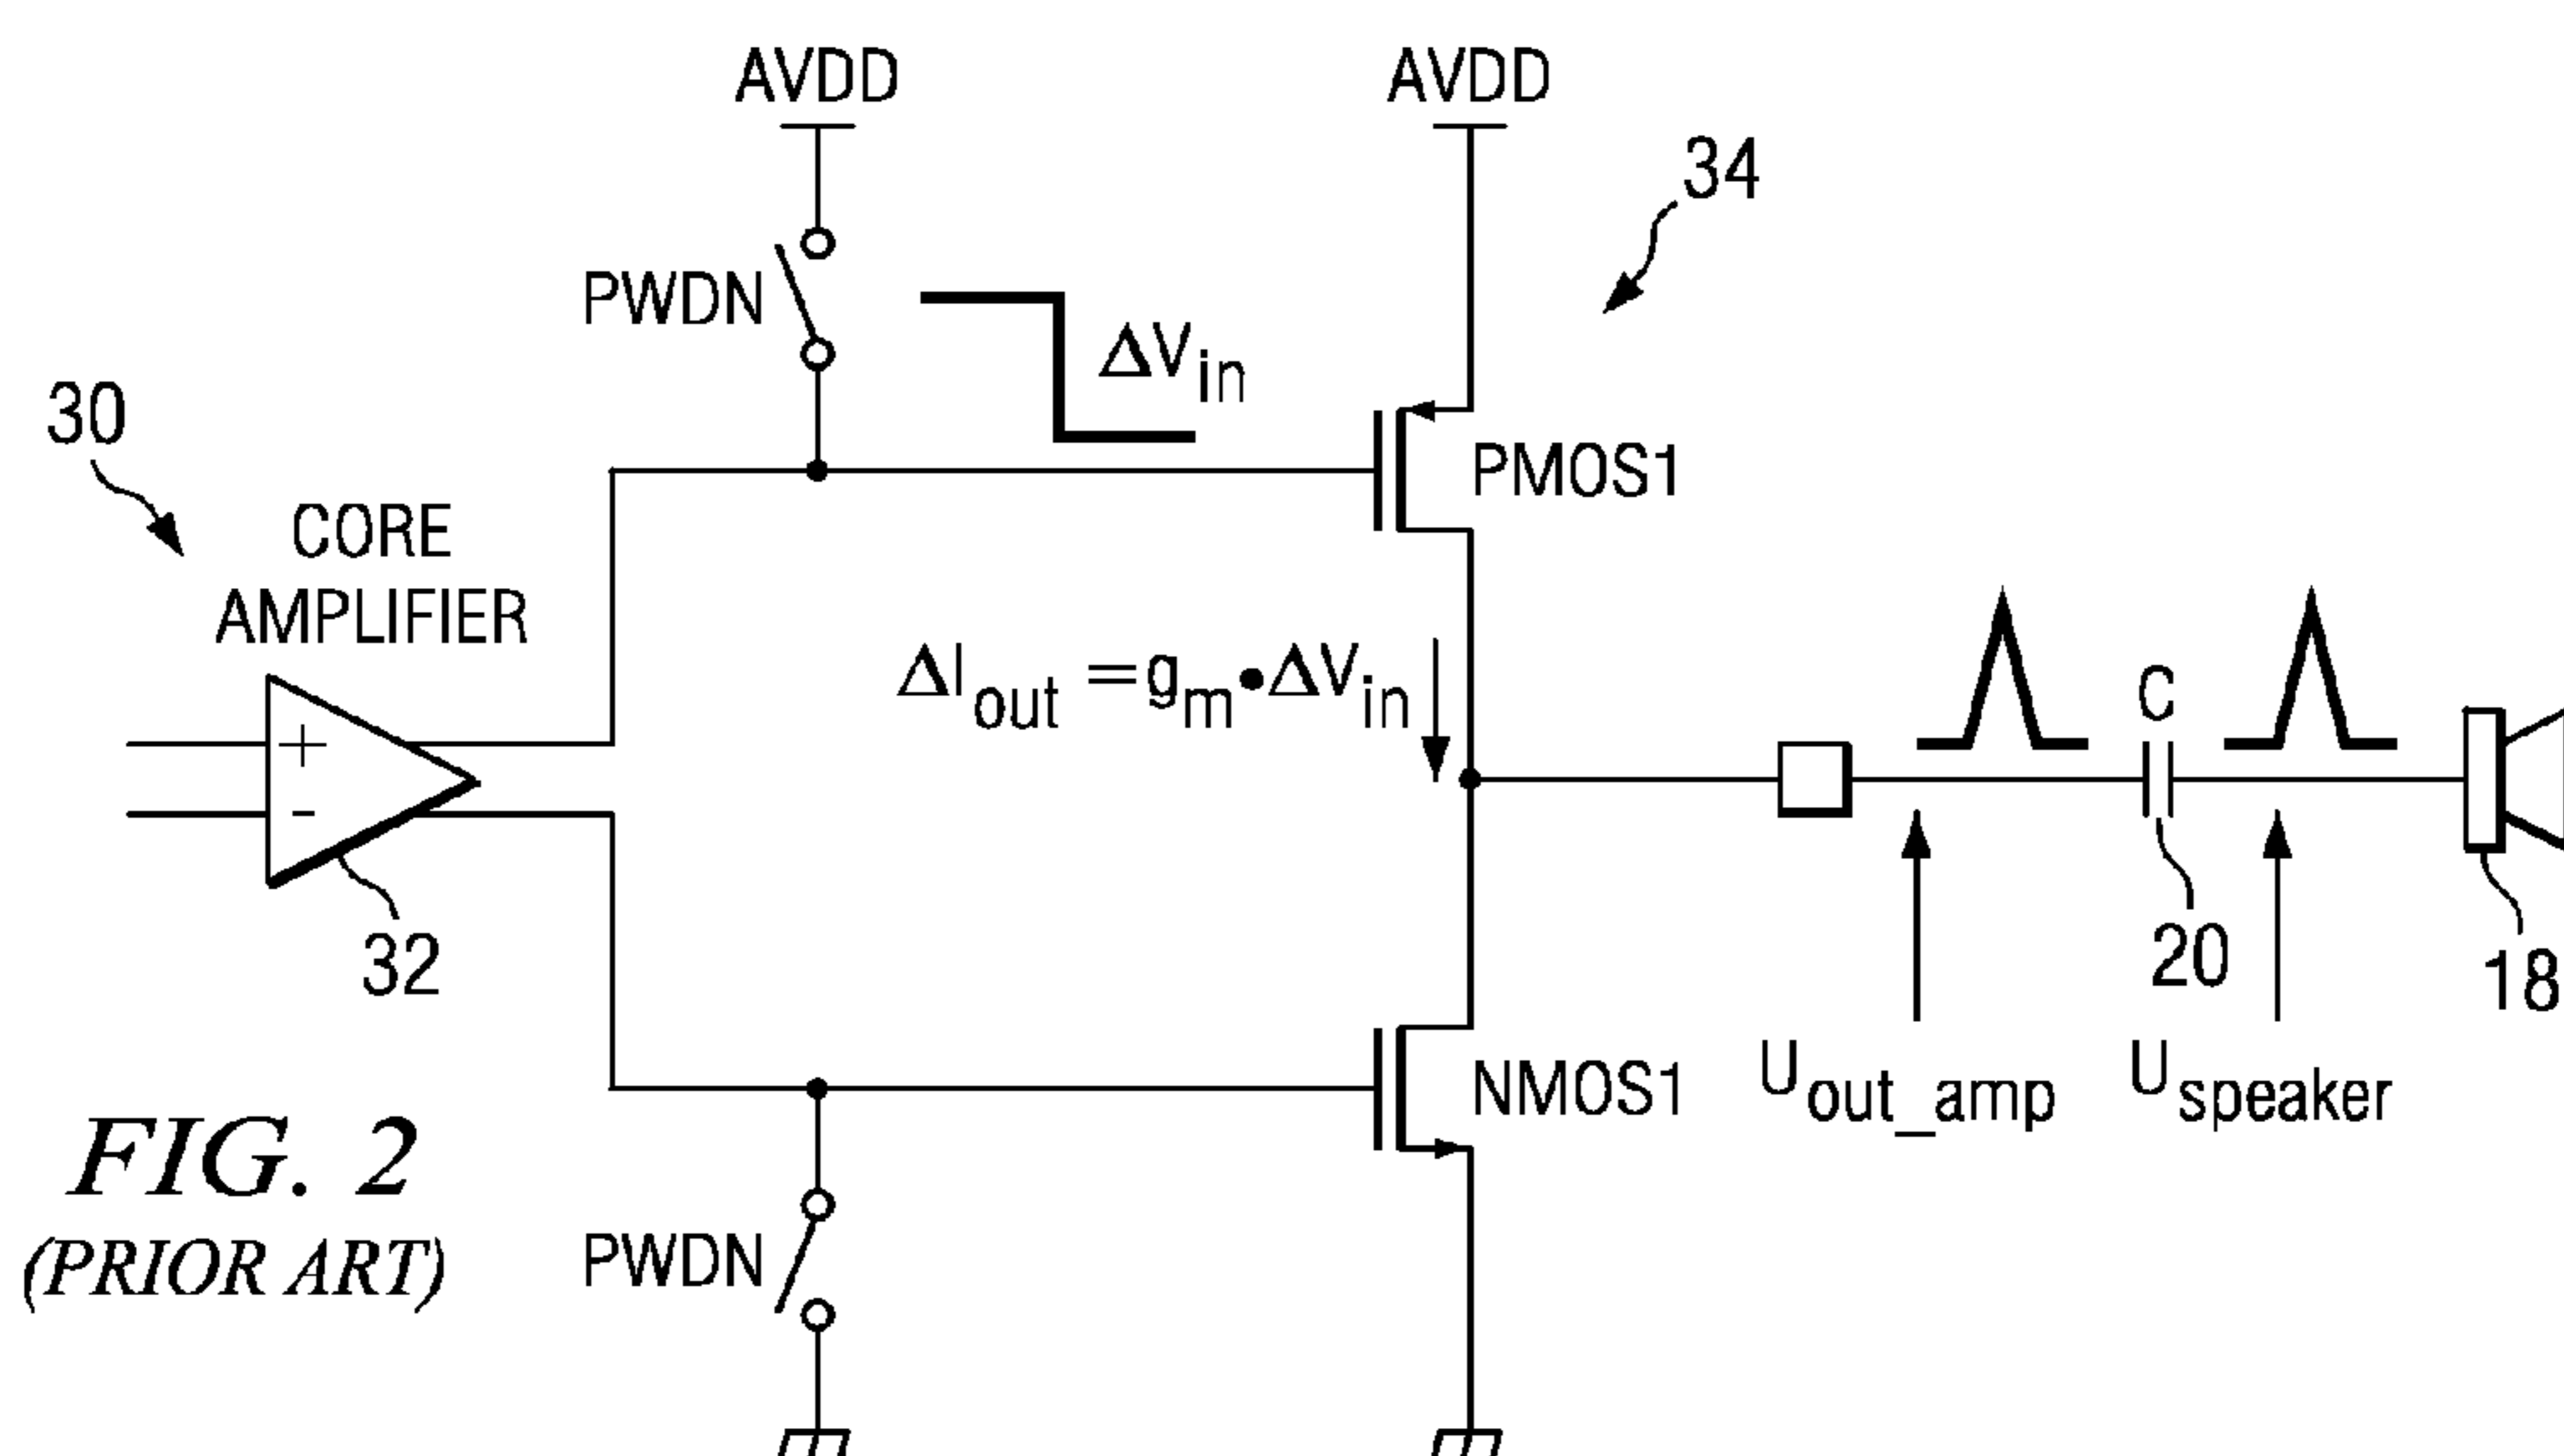 AVDD
AVDD
34
PWDN
ΔVin
30
PMOS1
CORE
AMPLIFIER
ΔIout = gm•ΔVin
C
+
-
32
20
18
NMOS1
Uout_amp
Uspeaker
FIG. 2
(PRIOR ART)
PWDN